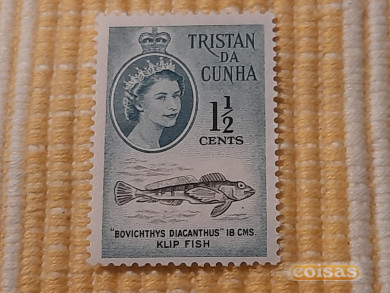 TRISTAN
DA
CUNHA
1½
CENTS
"BOVICHTHYS DIACANTHUS" 18 CMS.
KLIP FISH
coisas